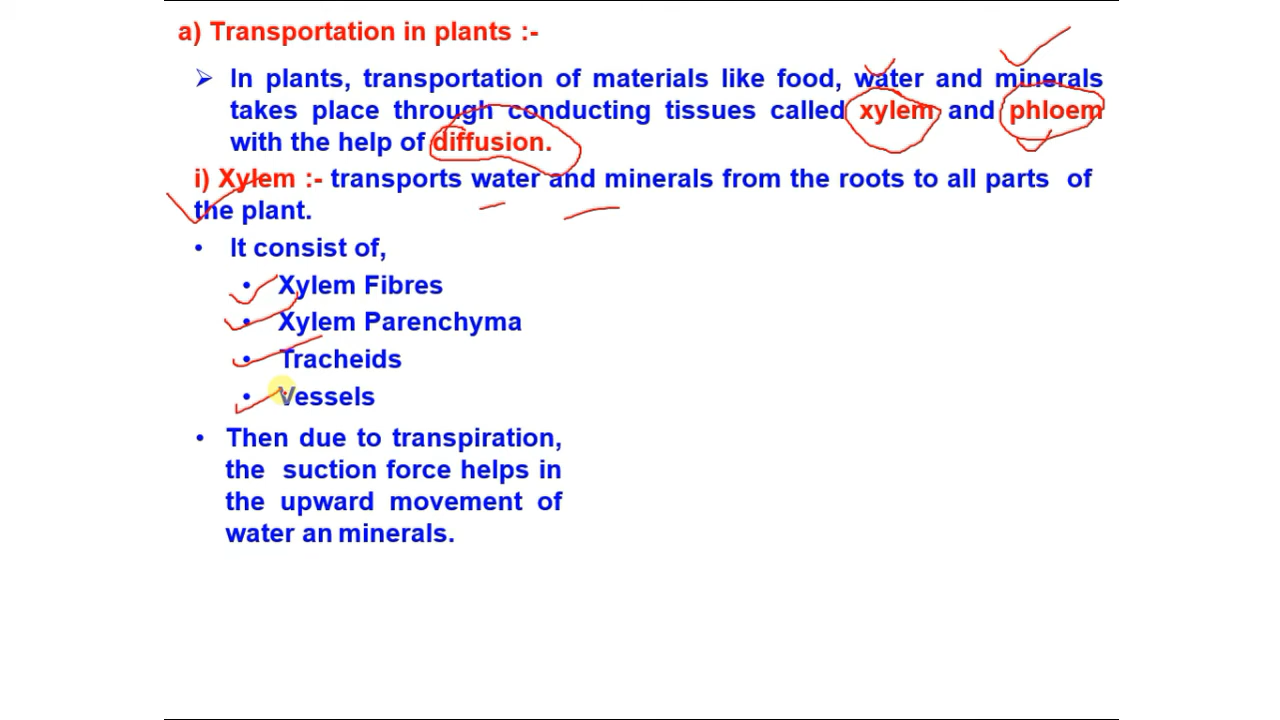 a) Transportation in plants :-
➢ In plants, transportation of materials like food, water and minerals
takes place through conducting tissues called xylem and phloem
with the help of diffusion.
i) Xylem :- transports water and minerals from the roots to all parts of
the plant.
• It consist of,
• Xylem Fibres
• Xylem Parenchyma
• Tracheids
• Vessels
• Then due to transpiration,
the suction force helps in
the upward movement of
water an minerals.